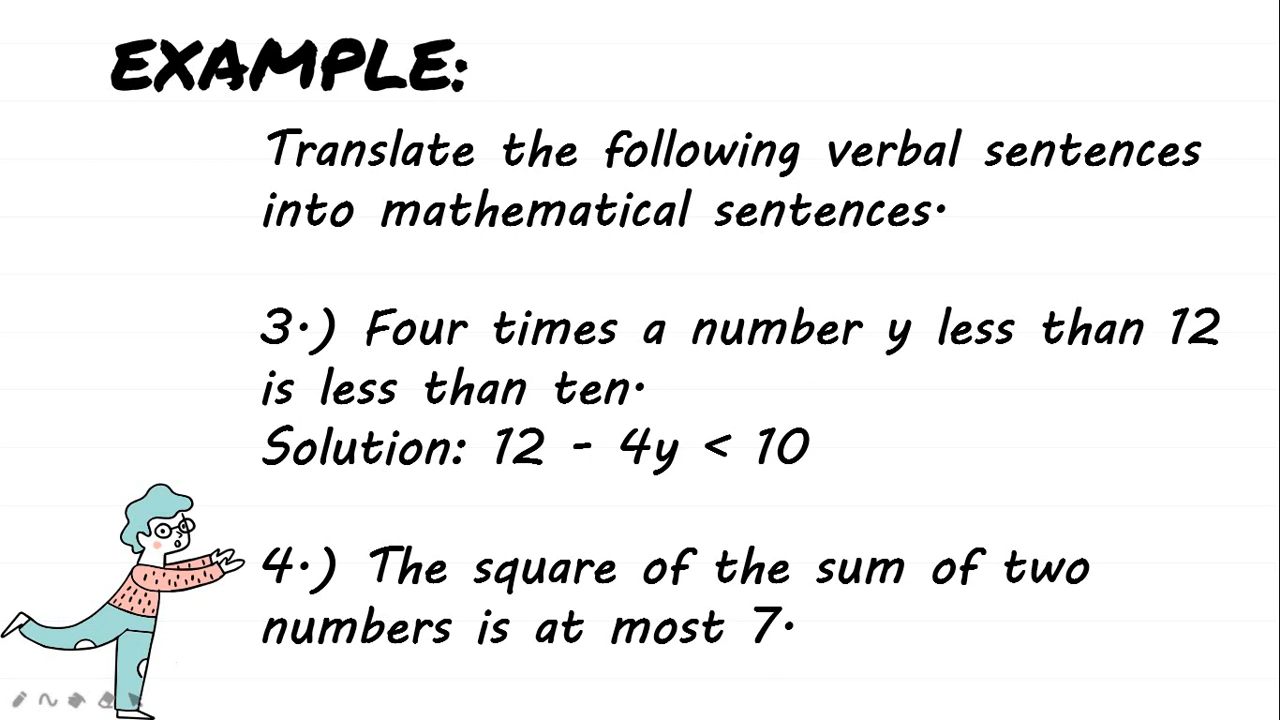 EXAMPLE:
Translate the following verbal sentences
into mathematical sentences.
3.) Four times a number y less than 12
is less than ten.
Solution: 12 - 4y < 10
4.) The square of the sum of two
numbers is at most 7.